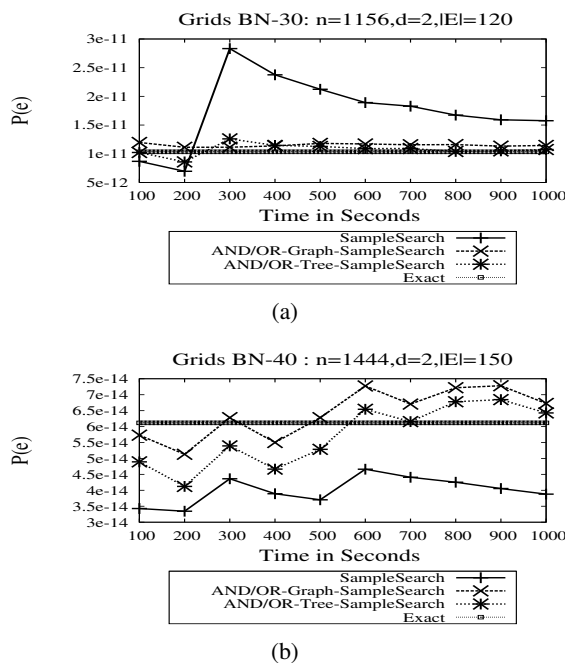 Grids BN-30: n=1156,d=2,|E|=120
P(e)
3e-11
2.5e-11
2e-11
1.5e-11
1e-11
5e-12
100 200 300 400 500 600 700 800 900 1000
Time in Seconds
SampleSearch
AND/OR-Graph-SampleSearch
AND/OR-Tree-SampleSearch
Exact
(a)
Grids BN-40 : n=1444,d=2,|E|=150
P(e)
7.5e-14
7e-14
6.5e-14
6e-14
5.5e-14
5e-14
4.5e-14
4e-14
3.5e-14
3e-14
100 200 300 400 500 600 700 800 900 1000
Time in Seconds
SampleSearch
AND/OR-Graph-SampleSearch
AND/OR-Tree-SampleSearch
Exact
(b)